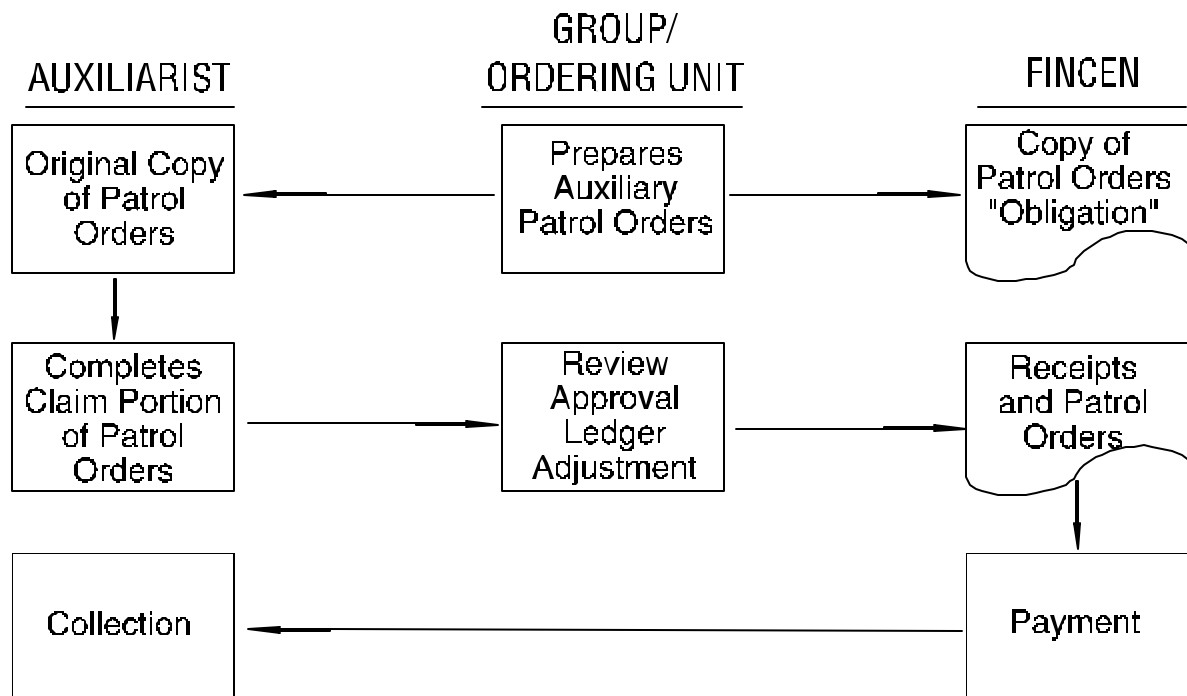 AUXILIARIST
GROUP/
ORDERING UNIT
FINCEN
Original Copy
of Patrol
Orders
Prepares
Auxiliary
Patrol Orders
Copy of
Patrol Orders
"Obligation"
Completes
Claim Portion
of Patrol
Orders
Review
Approval
Ledger
Adjustment
Receipts
and Patrol
Orders
Collection
Payment